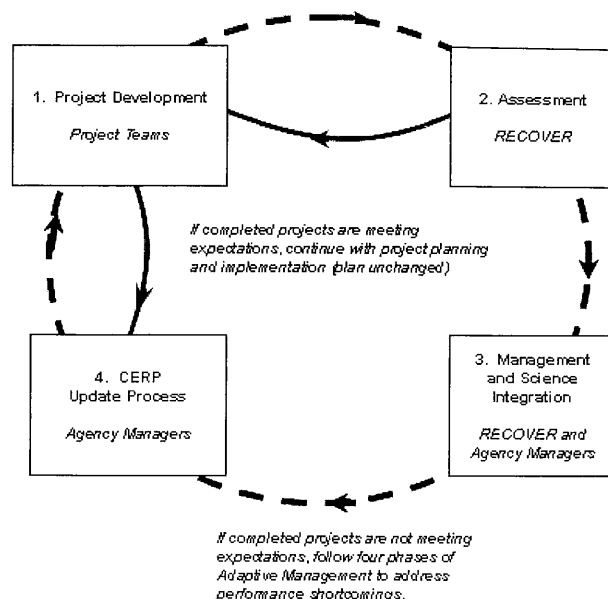 1. Project Development
Project Teams
2. Assessment
RECOVER
If completed projects are meeting
expectations, continue with project planning
and implementation (plan unchanged)
4. CERP
Update Process
Agency Managers
3. Management
and Science
Integration
RECOVER and
Agency Managers
If completed projects are not meeting
expectations, follow four phases of
Adaptive Management to address
performance shortcomings.